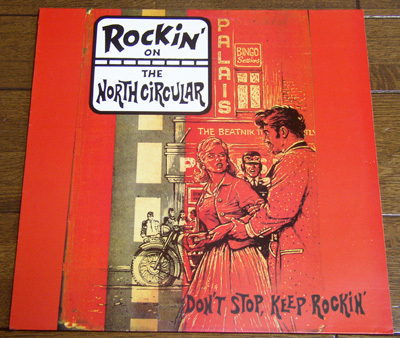 ROCKIN'
ON
THE
NORTH CIRCULAR
PALAIS
BINGO
THE BEATNIK
DON'T STOP, KEEP ROCKIN'